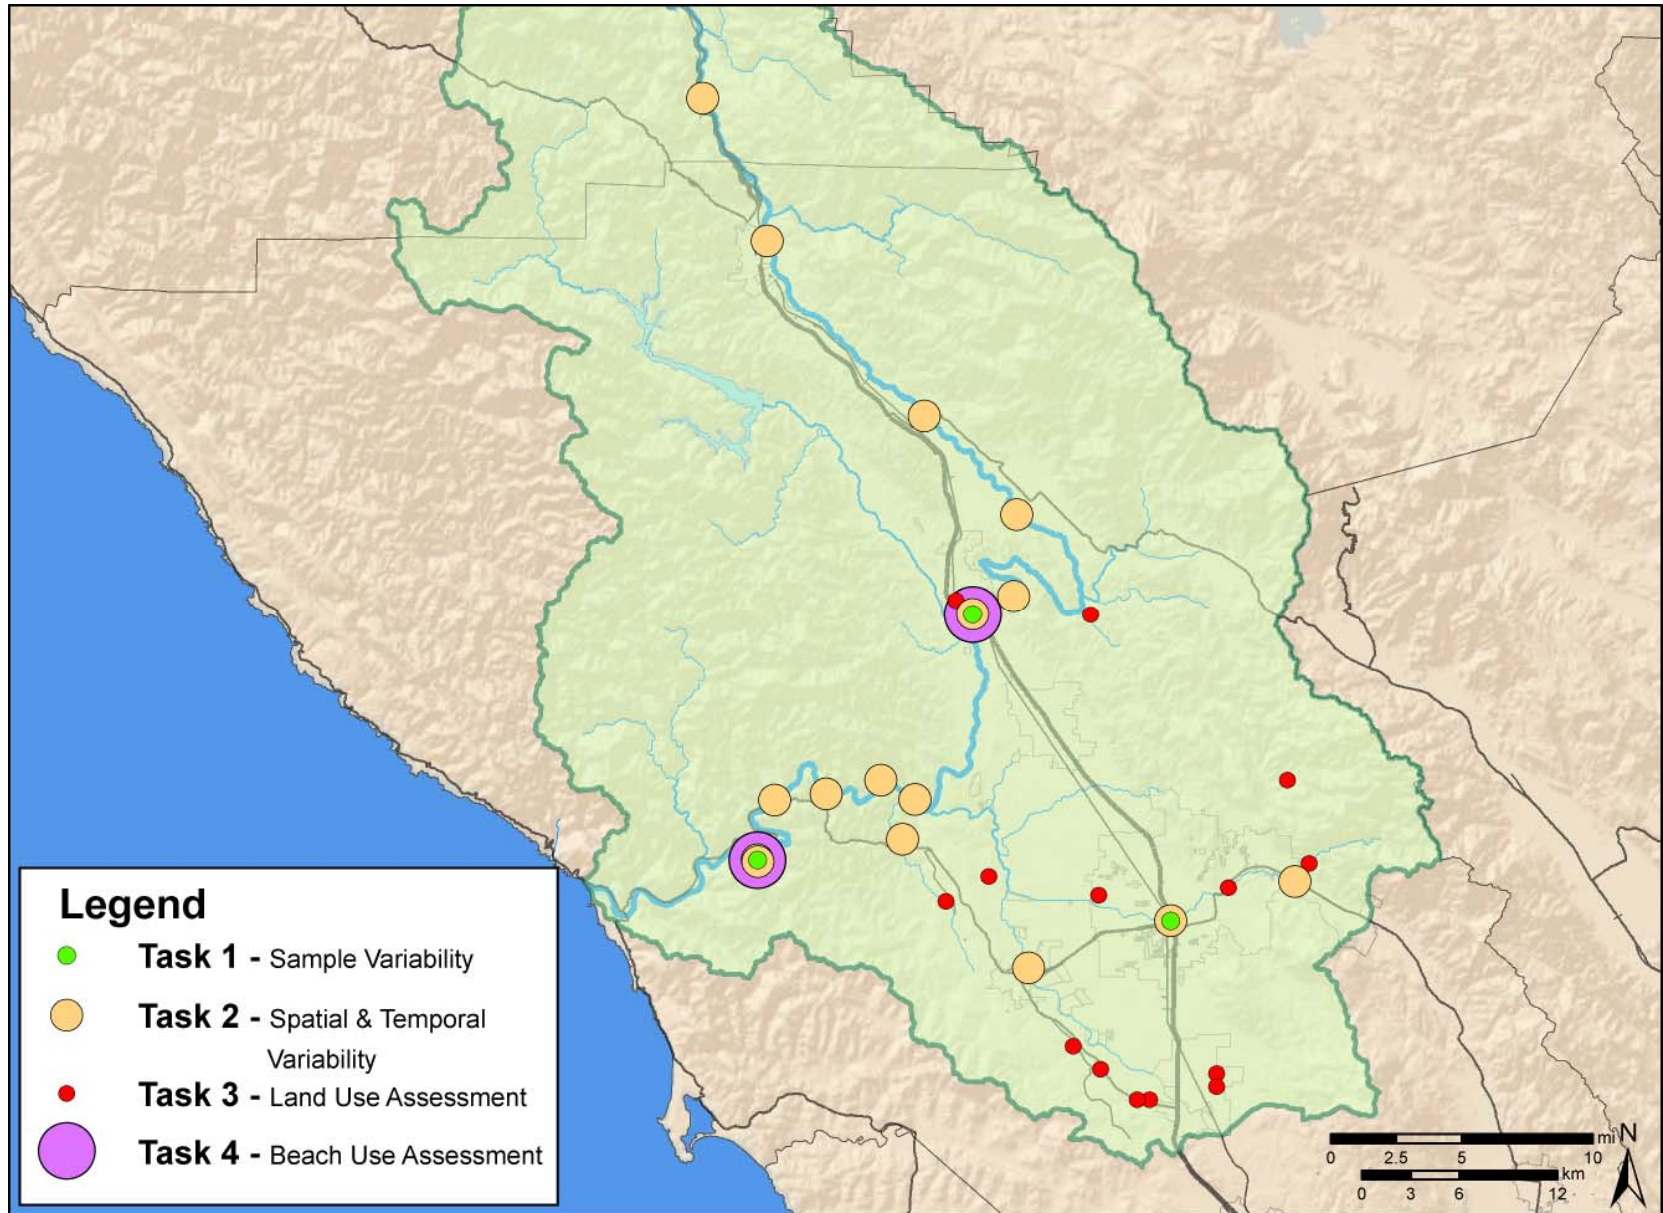 Legend
Task 1 - Sample Variability
Task 2 - Spatial & Temporal
Variability
Task 3 - Land Use Assessment
Task 4 - Beach Use Assessment
mi N
0 2.5 5 10
km
0 3 6 12